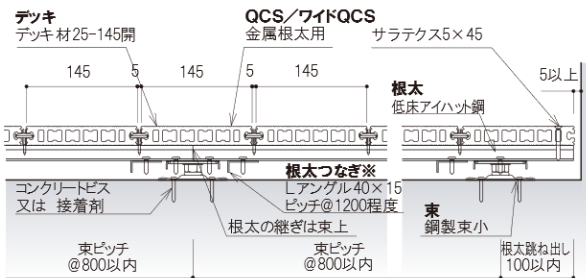 デッキ
デッキ材25-145開
QCS／ワイドQCS
金属根太用
サラテクス5×45
145
5
145
5
145
5以上
根太
低床アイハット鋼
コンクリートビス
又は 接着剤
根太つなぎ※
Lアングル40×15
ピッチ@1200程度
根太の継ぎは束上
束
鋼製束小
束ピッチ
@800以内
束ピッチ
@800以内
根太跳ね出し
100以内